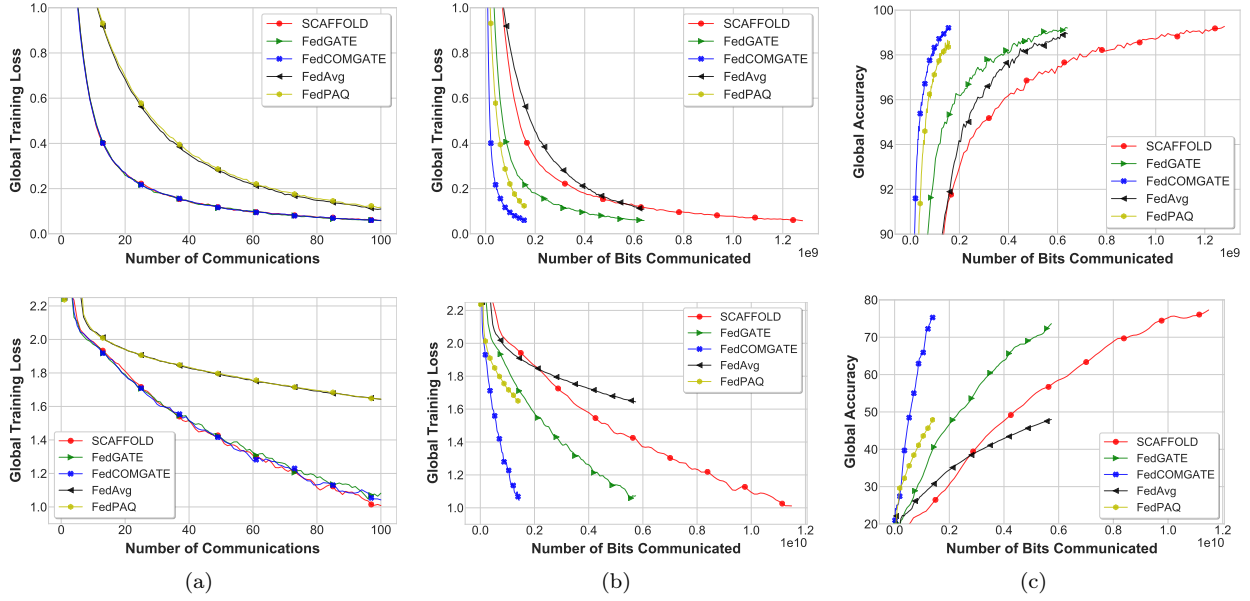 1.0
0.8
0.6
0.4
0.2
0.0
0 20 40 60 80 100
Number of Communications
Global Training Loss
SCAFFOLD
FedGATE
FedCOMGATE
FedAvg
FedPAQ
1.0
0.8
0.6
0.4
0.2
0.0
0.0 0.2 0.4 0.6 0.8 1.0 1.2
1e9
Number of Bits Communicated
Global Training Loss
SCAFFOLD
FedGATE
FedCOMGATE
FedAvg
FedPAQ
100
98
96
94
92
90
0.0 0.2 0.4 0.6 0.8 1.0 1.2
1e9
Number of Bits Communicated
Global Accuracy
SCAFFOLD
FedGATE
FedCOMGATE
FedAvg
FedPAQ
2.2
2.0
1.8
1.6
1.4
1.2
1.0
0 20 40 60 80 100
Number of Communications
Global Training Loss
SCAFFOLD
FedGATE
FedCOMGATE
FedAvg
FedPAQ
2.2
2.0
1.8
1.6
1.4
1.2
1.0
0.0 0.2 0.4 0.6 0.8 1.0 1.2
1e10
Number of Bits Communicated
Global Training Loss
SCAFFOLD
FedGATE
FedCOMGATE
FedAvg
FedPAQ
80
70
60
50
40
30
20
0.0 0.2 0.4 0.6 0.8 1.0 1.2
1e10
Number of Bits Communicated
Global Accuracy
SCAFFOLD
FedGATE
FedCOMGATE
FedAvg
FedPAQ
(a) (b) (c)